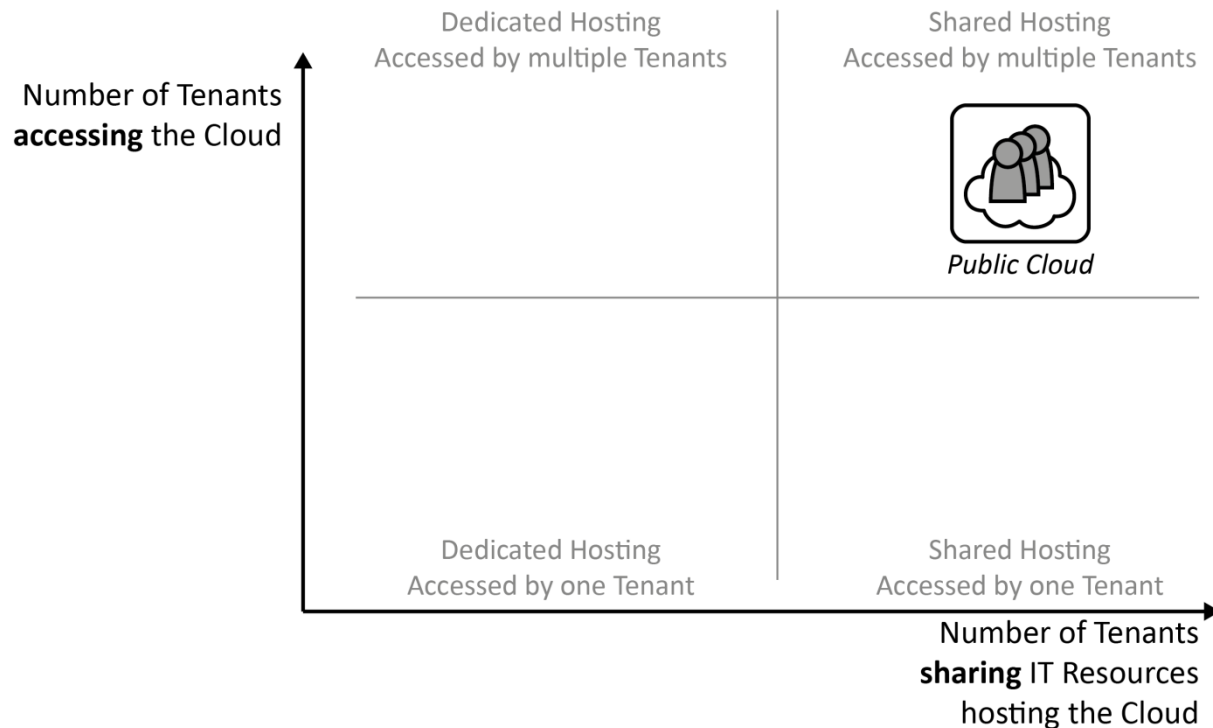 Dedicated Hosting
Accessed by multiple Tenants
Shared Hosting
Accessed by multiple Tenants
Number of Tenants
accessing the Cloud
Public Cloud
Dedicated Hosting
Accessed by one Tenant
Shared Hosting
Accessed by one Tenant
Number of Tenants
sharing IT Resources
hosting the Cloud